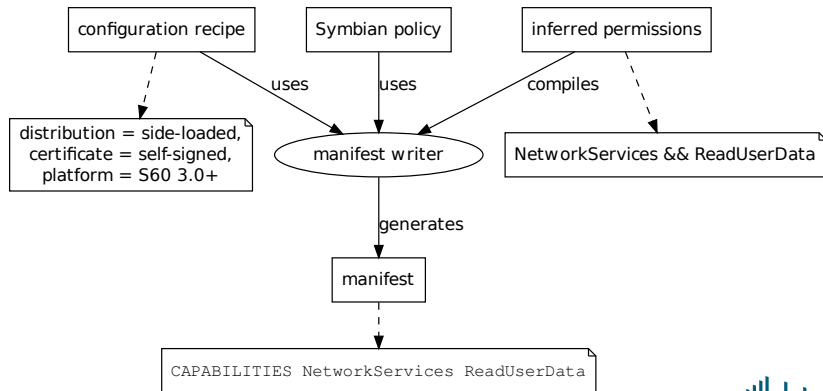 configuration recipe
Symbian policy
inferred permissions
uses
uses
compiles
distribution = side-loaded,
certificate = self-signed,
platform = S60 3.0+
manifest writer
NetworkServices && ReadUserData
generates
manifest
CAPABILITIES NetworkServices ReadUserData